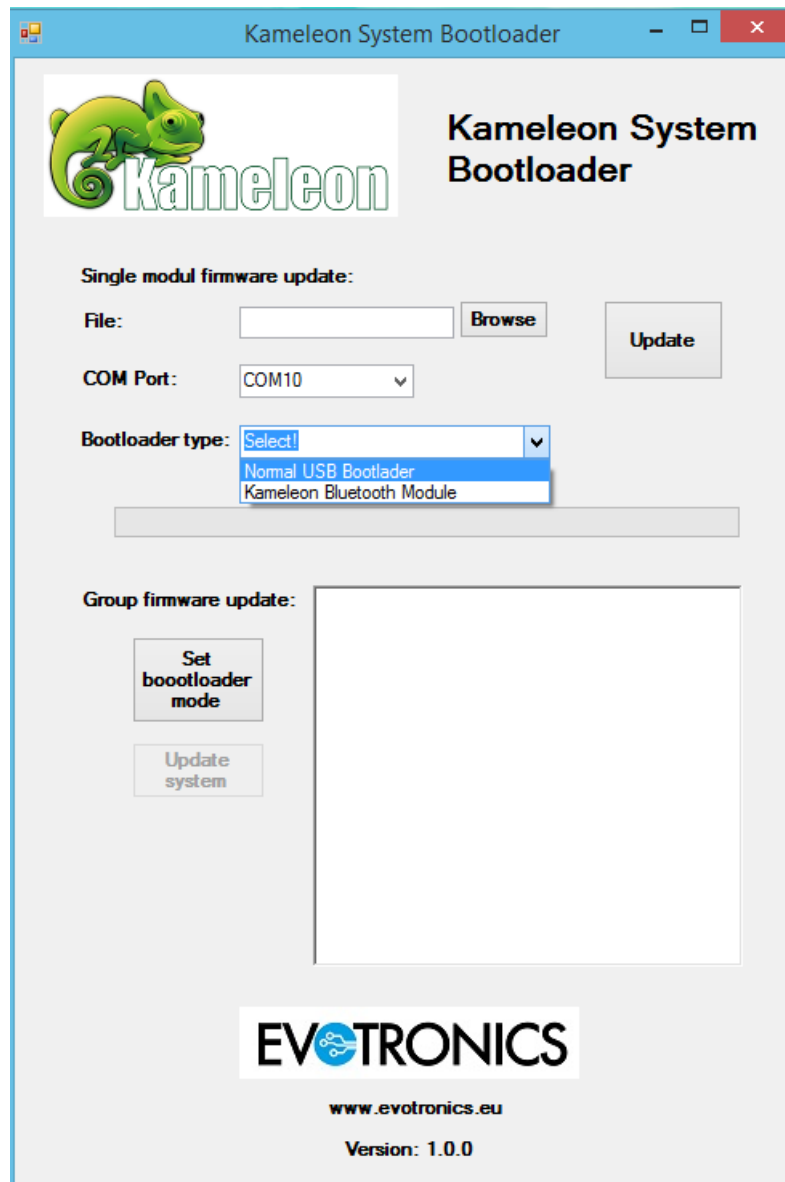 Kameleon System Bootloader
Kameleon
Kameleon System
Bootloader
Single modul firmware update:
File:
Browse
Update
COM Port:
COM10
Bootloader type:
Select!
Normal USB Bootlader
Kameleon Bluetooth Module
Group firmware update:
Set
boootloader
mode
Update
system
EVOTRONICS
www.evotronics.eu
Version: 1.0.0